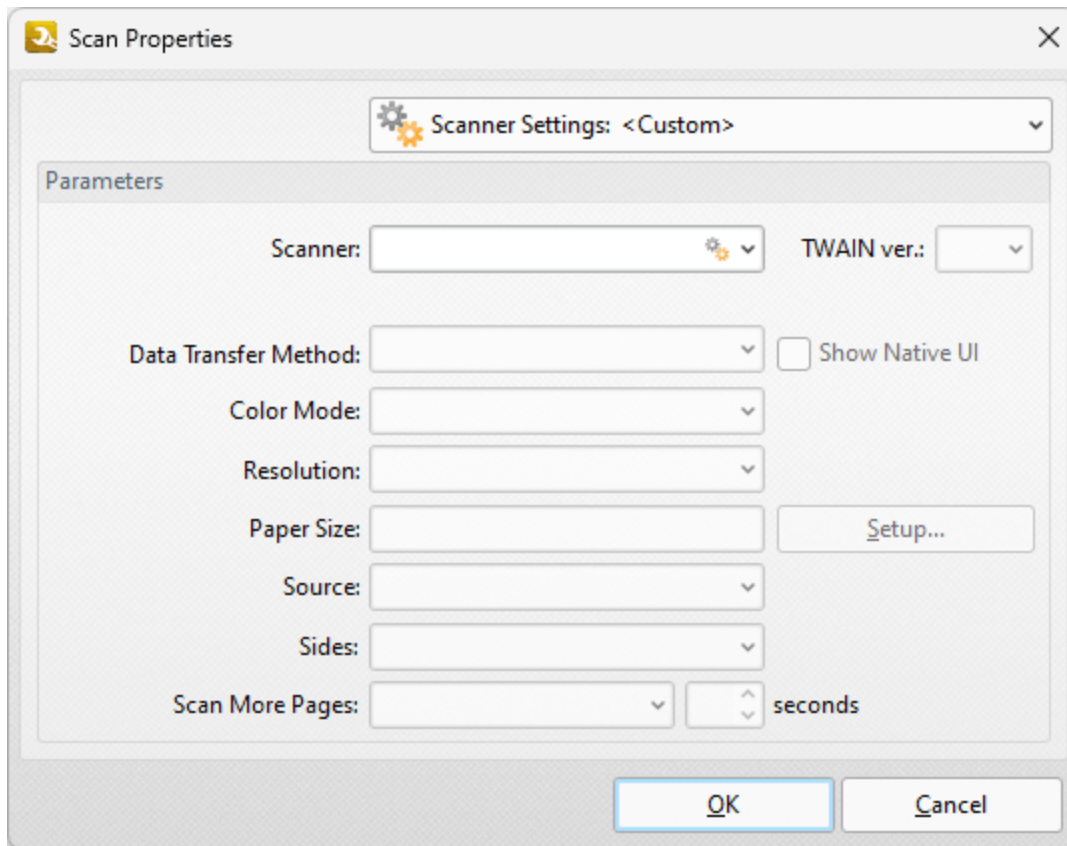 Scan Properties
Scanner Settings: <Custom>
Parameters
Scanner:
TWAIN ver.:
Data Transfer Method:
Show Native UI
Color Mode:
Resolution:
Paper Size:
Setup...
Source:
Sides:
Scan More Pages:
seconds
OK
Cancel